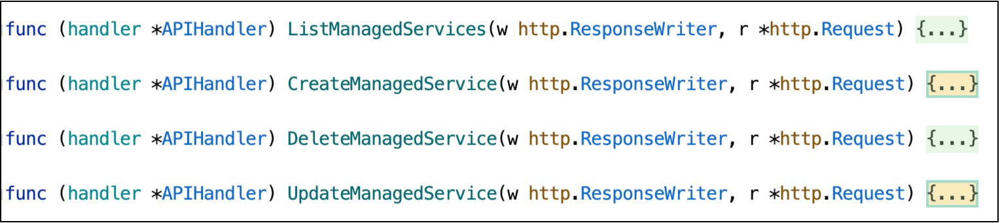 func (handler *APIHandler) ListManagedServices(w http.ResponseWriter, r *http.Request) {...}
func (handler *APIHandler) CreateManagedService(w http.ResponseWriter, r *http.Request) {...}
func (handler *APIHandler) DeleteManagedService(w http.ResponseWriter, r *http.Request) {...}
func (handler *APIHandler) UpdateManagedService(w http.ResponseWriter, r *http.Request) {...}